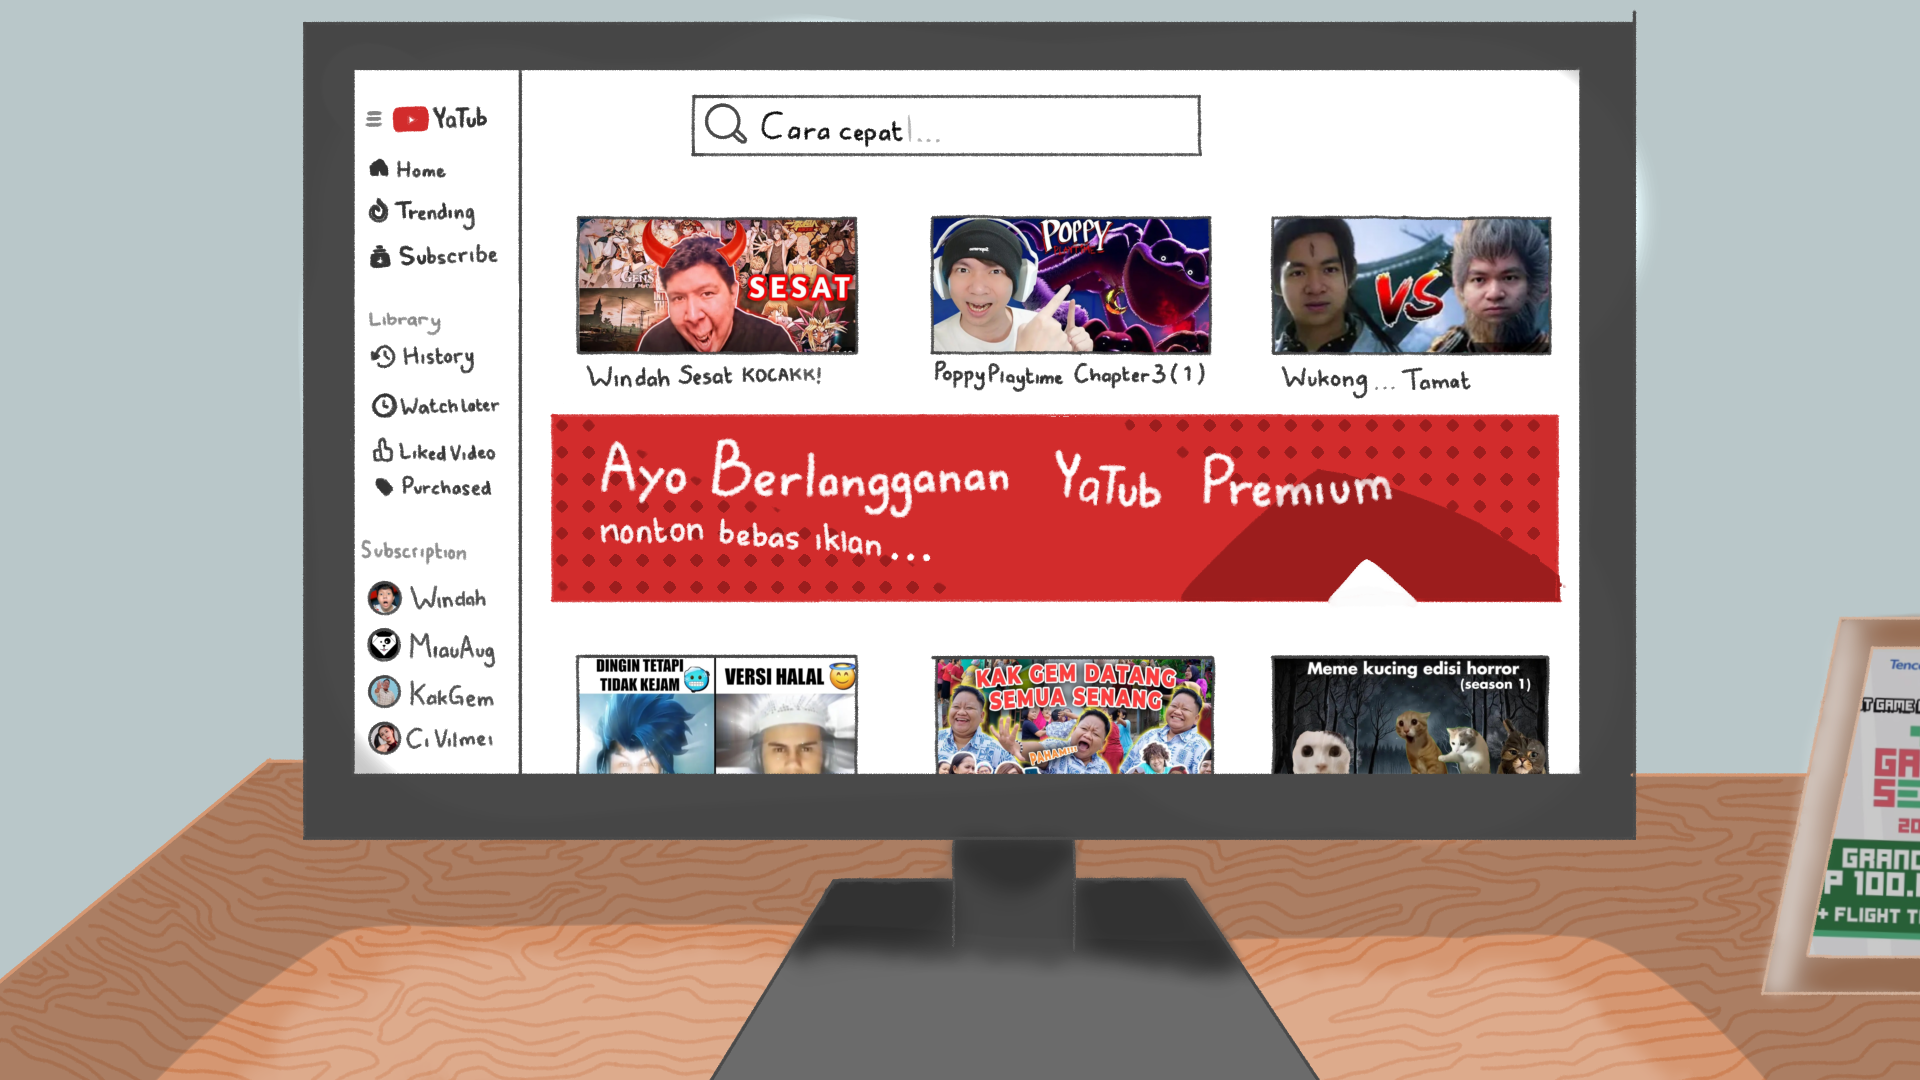 YaTub
Home
Trending
Subscribe
Library
History
Watch later
Liked Video
Purchased
Subscription
Windah
MiauAug
KakGem
Ci Vilmei
Cara cepat ...
SESAT
Windah Sesat KOCAKK!
POPPY
Poppy Playtime Chapter 3 (1)
VS
Wukong ... Tamat
Ayo Berlangganan YaTub Premium
nonton bebas iklan ...
DINGIN TETAPI
TIDAK KEJAM
VERSI HALAL
KAK GEM DATANG
SEMUA SENANG
PAHAM!!!
Meme kucing edisi horror
(season 1)
Tenc
T GAME
GA
SE
20
GRAND
P 100.
+ FLIGHT T